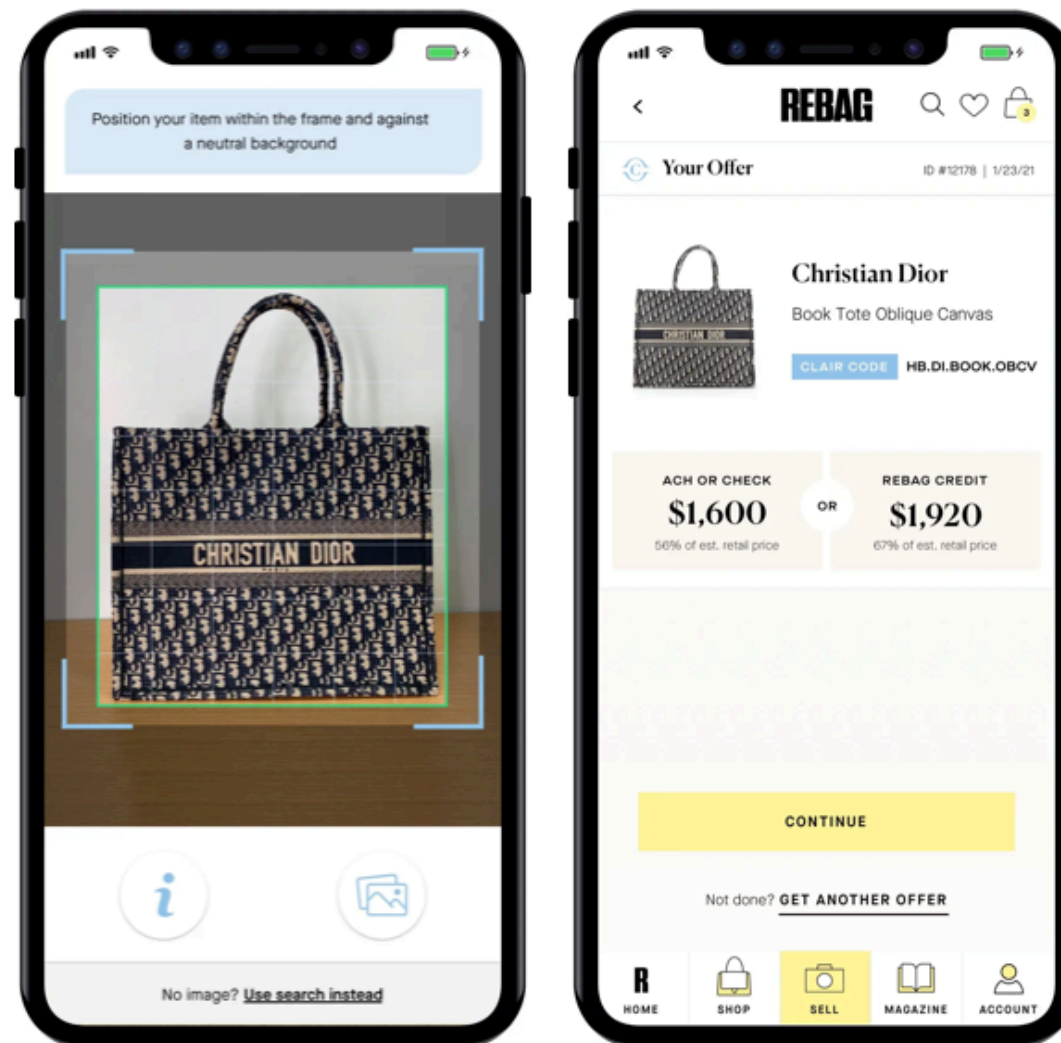 Position your item within the frame and against
a neutral background
CHRISTIAN DIOR
No image? Use search instead
REBAG
3
Your Offer
ID #12178 | 1/23/21
Christian Dior
Book Tote Oblique Canvas
CHRISTIAN DIOR
CLAIR CODE HB.DI.BOOK.OBCV
ACH OR CHECK
$1,600
56% of est. retail price
OR
REBAG CREDIT
$1,920
67% of est. retail price
CONTINUE
Not done? GET ANOTHER OFFER
R
HOME
SHOP
SELL
MAGAZINE
ACCOUNT